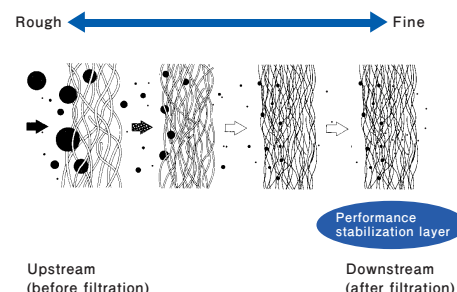 Rough
Fine
Performance
stabilization layer
Upstream
(before filtration)
Downstream
(after filtration)